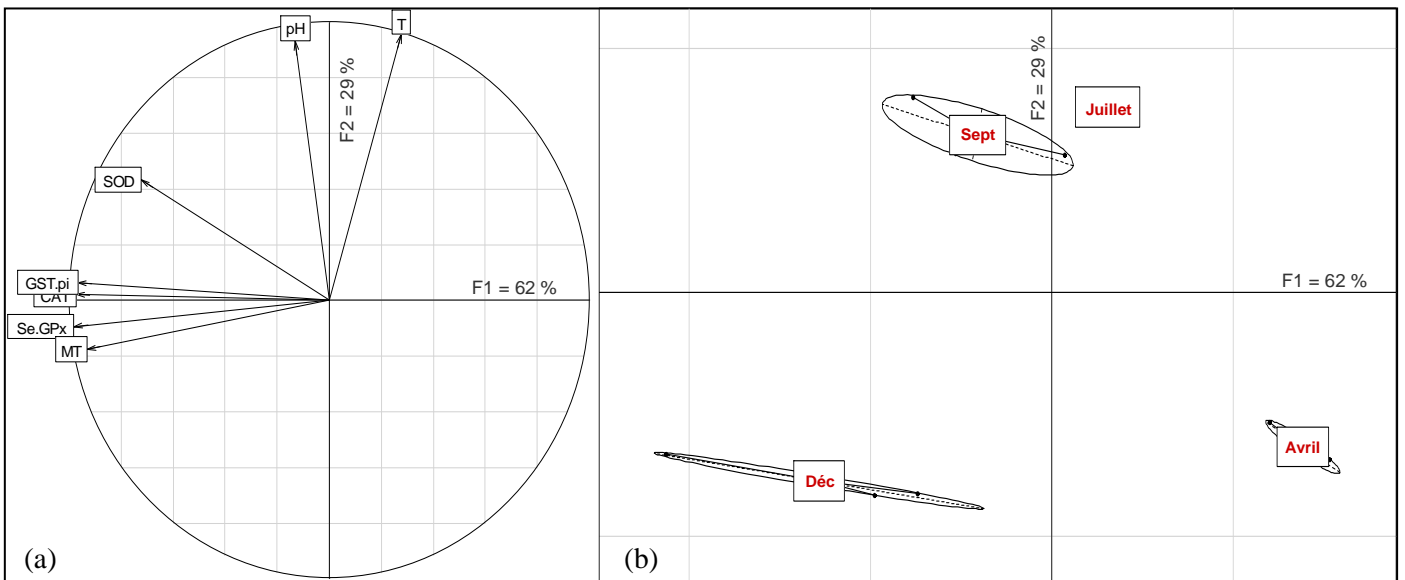 pH
T
F2 = 29 %
SOD
GST.pi
CAT
Se.GPx
MT
F1 = 62 %
(a)
F2 = 29 %
Juillet
Sept
F1 = 62 %
Avril
Déc
(b)